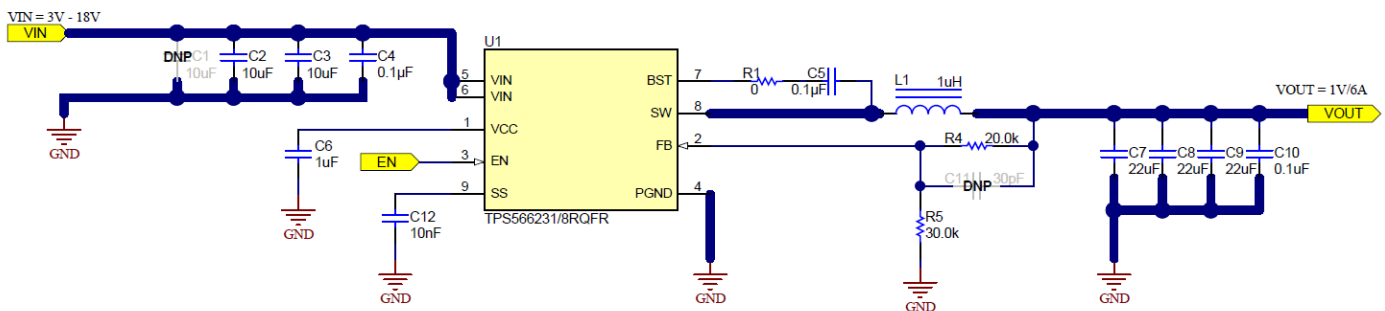 VIN = 3V - 18V
VIN
DNP C1
10uF
C2
10uF
C3
10uF
C4
0.1µF
GND
U1
5 VIN
6 VIN
1 VCC
3 EN
9 SS
BST 7
SW 8
FB 2
PGND 4
TPS566231/8RQFR
C6
1uF
GND
EN
C12
10nF
GND
R1
0
C5
0.1µF
L1
1uH
R4 20.0k
C11 DNP 30pF
R5
30.0k
GND
GND
VOUT = 1V/6A
VOUT
C7
22uF
C8
22uF
C9
22uF
C10
0.1uF
GND